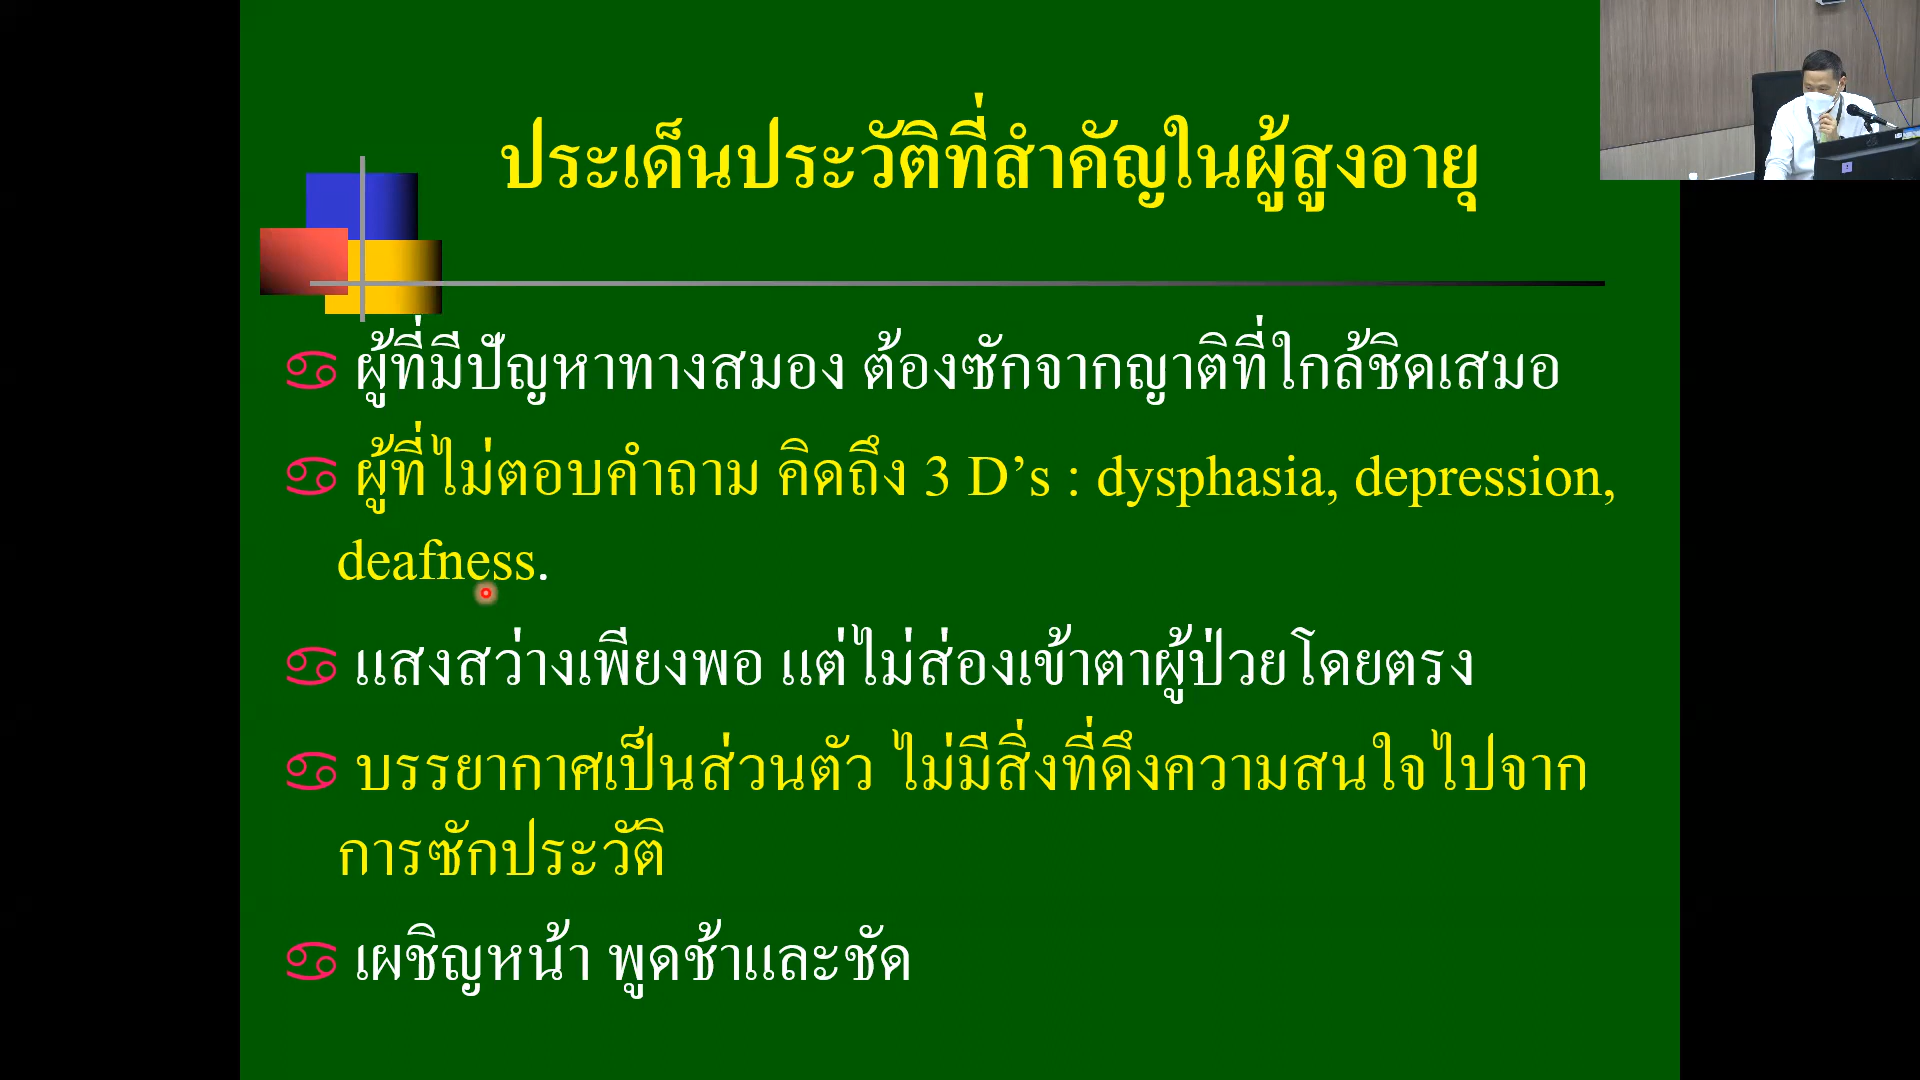 ประเด็นประวัติที่สำคัญในผู้สูงอายุ
ผู้ที่มีปัญหาทางสมอง ต้องซักจากญาติที่ใกล้ชิดเสมอ
ผู้ที่ไม่ตอบคำถาม คิดถึง 3 D’s : dysphasia, depression,
deafness.
แสงสว่างเพียงพอ แต่ไม่ส่องเข้าตาผู้ป่วยโดยตรง
บรรยากาศเป็นส่วนตัว ไม่มีสิ่งที่ดึงความสนใจไปจาก
การซักประวัติ
เผชิญหน้า พูดช้าและชัด